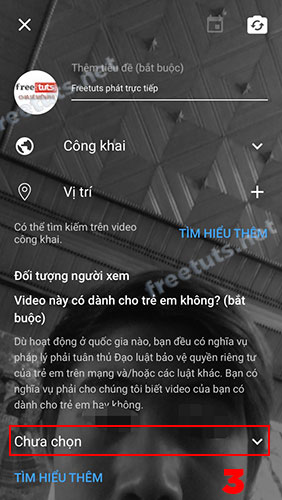 Thêm tiêu đề (bắt buộc)
freetuts
Freetuts phát trực tiếp
freetuts.net
Công khai
Vị trí
Có thể tìm kiếm trên video
công khai.
TÌM HIỂU THÊM
freetuts.net
Đối tượng người xem
Video này có dành cho trẻ em không? (bắt
buộc)
Dù hoạt động ở quốc gia nào, bạn đều có nghĩa vụ
pháp lý phải tuân thủ Đạo luật bảo vệ quyền riêng tư
của trẻ em trên mạng và/hoặc các luật khác. Bạn có
nghĩa vụ phải cho chúng tôi biết video của bạn có
dành cho trẻ em hay không.
Chưa chọn
TÌM HIỂU THÊM
3